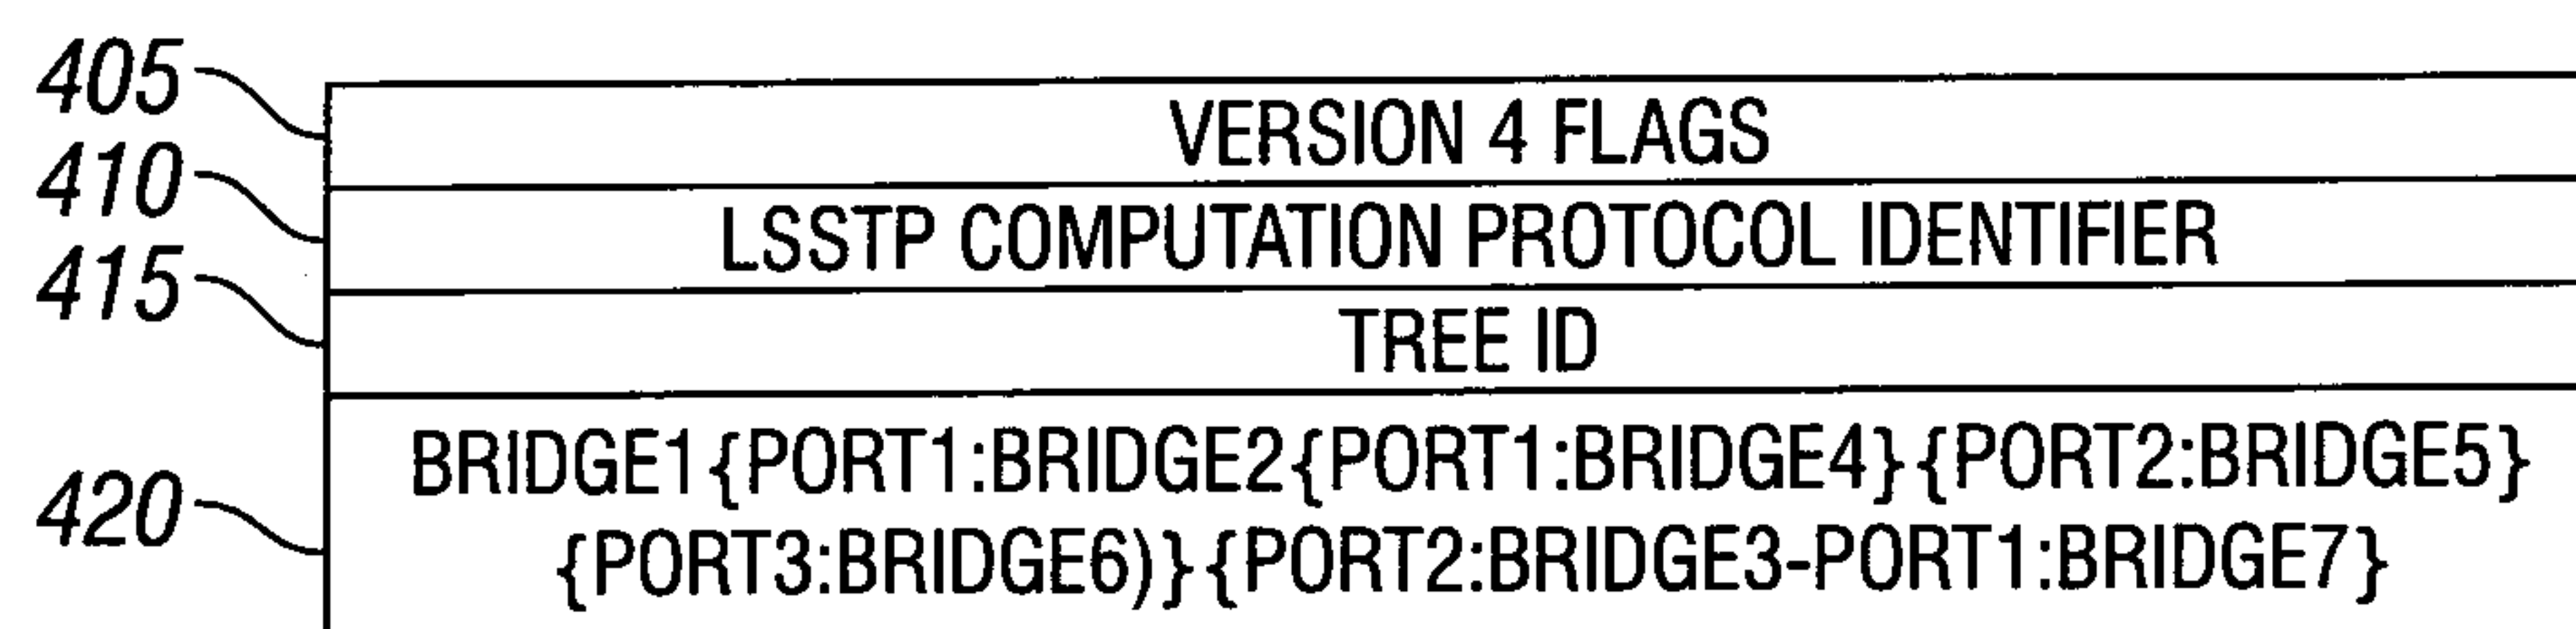 405
VERSION 4 FLAGS
410
LSSTP COMPUTATION PROTOCOL IDENTIFIER
415
TREE ID
420
BRIDGE1{PORT1:BRIDGE2{PORT1:BRIDGE4}{PORT2:BRIDGE5}
{PORT3:BRIDGE6)}{PORT2:BRIDGE3-PORT1:BRIDGE7}